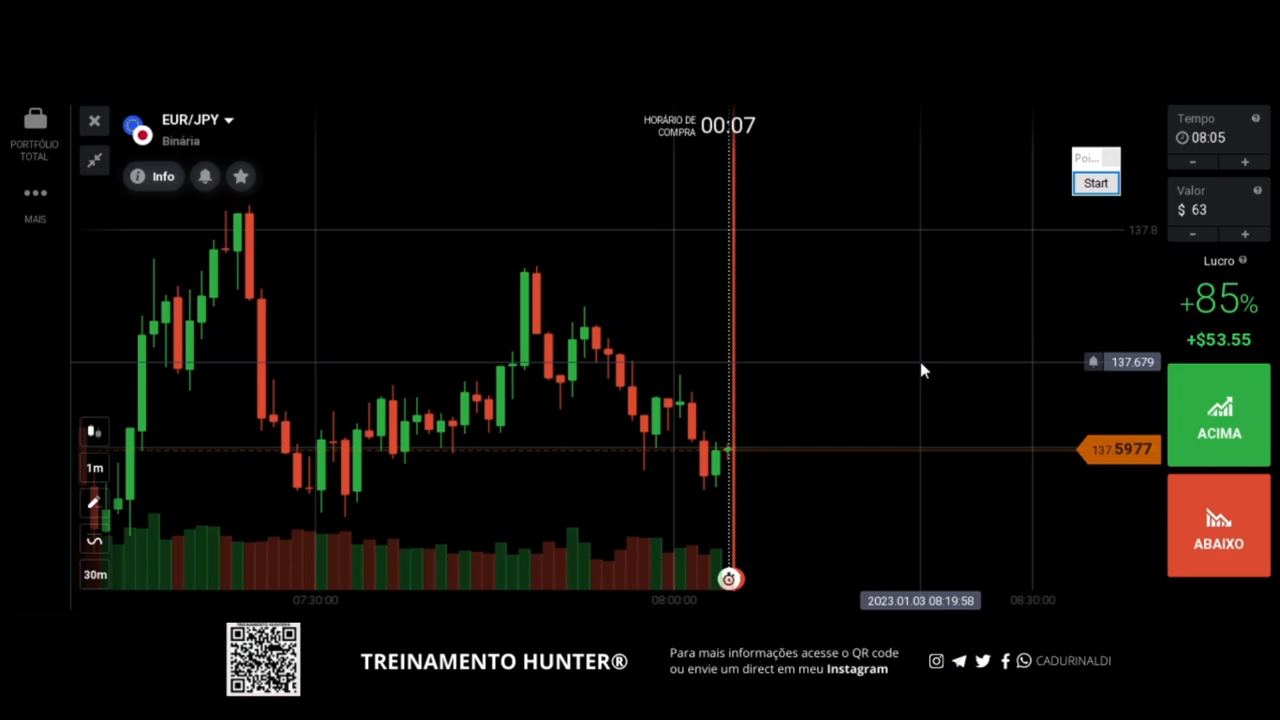 PORTFÓLIO
TOTAL
MAIS
EUR/JPY
Binária
Info
HORÁRIO DE
COMPRA
00:07
Poi...
Start
Tempo
08:05
- +
Valor
$ 63
- +
Lucro
+85%
+$53.55
ACIMA
ABAIXO
137.8
137.679
137.5977
1m
30m
07:30:00
08:00:00
2023.01.03 08:19:58
08:30:00
TREINAMENTO HUNTER®
Para mais informações acesse o QR code
ou envie um direct em meu Instagram
CADURINALDI